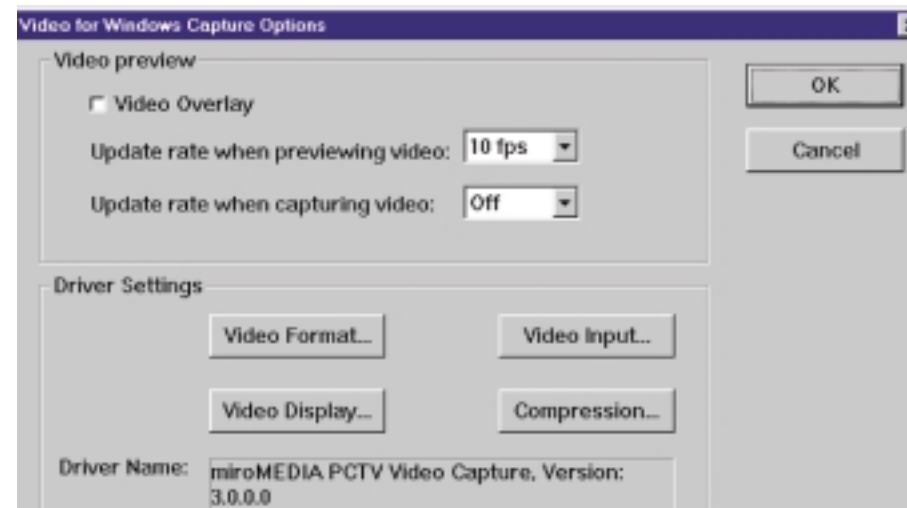 Video for Windows Capture Options
Video preview
Video Overlay
OK
Update rate when previewing video: 10 fps
Cancel
Update rate when capturing video: Off
Driver Settings
Video Format...
Video Input...
Video Display...
Compression...
Driver Name: miroMEDIA PCTV Video Capture, Version:
3.0.0.0